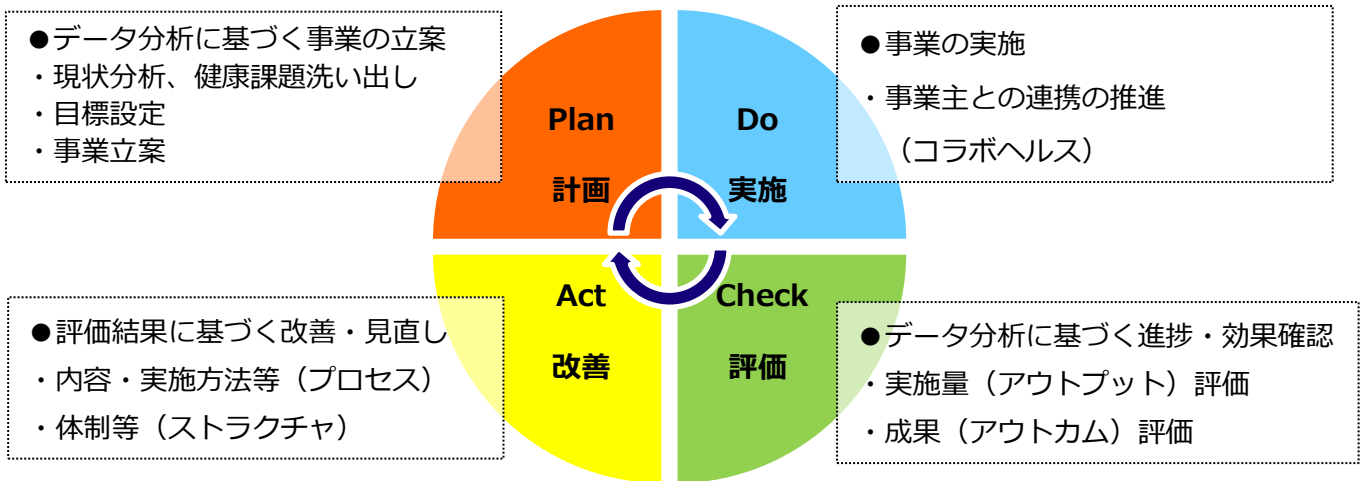 ●データ分析に基づく事業の立案
・現状分析、健康課題洗い出し
・目標設定
・事業立案
Plan
計画
Do
実施
●事業の実施
・事業主との連携の推進
（コラボヘルス）
●評価結果に基づく改善・見直し
・内容・実施方法等（プロセス）
・体制等（ストラクチャ）
Act
改善
Check
評価
●データ分析に基づく進捗・効果確認
・実施量（アウトプット）評価
・成果（アウトカム）評価